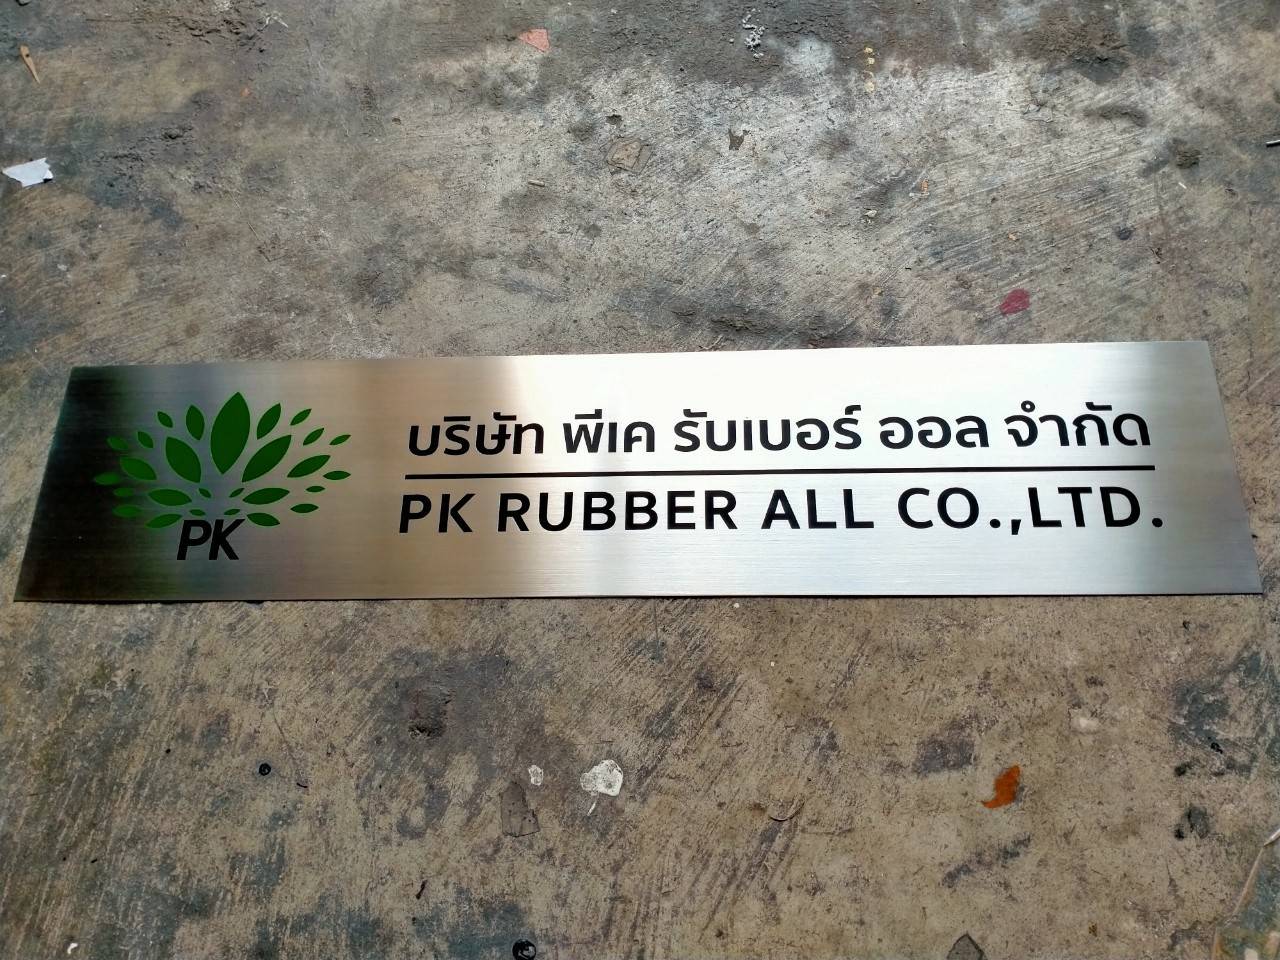 บริษัท พีเค รับเบอร์ ออล จำกัด
PK RUBBER ALL CO.,LTD.
PK